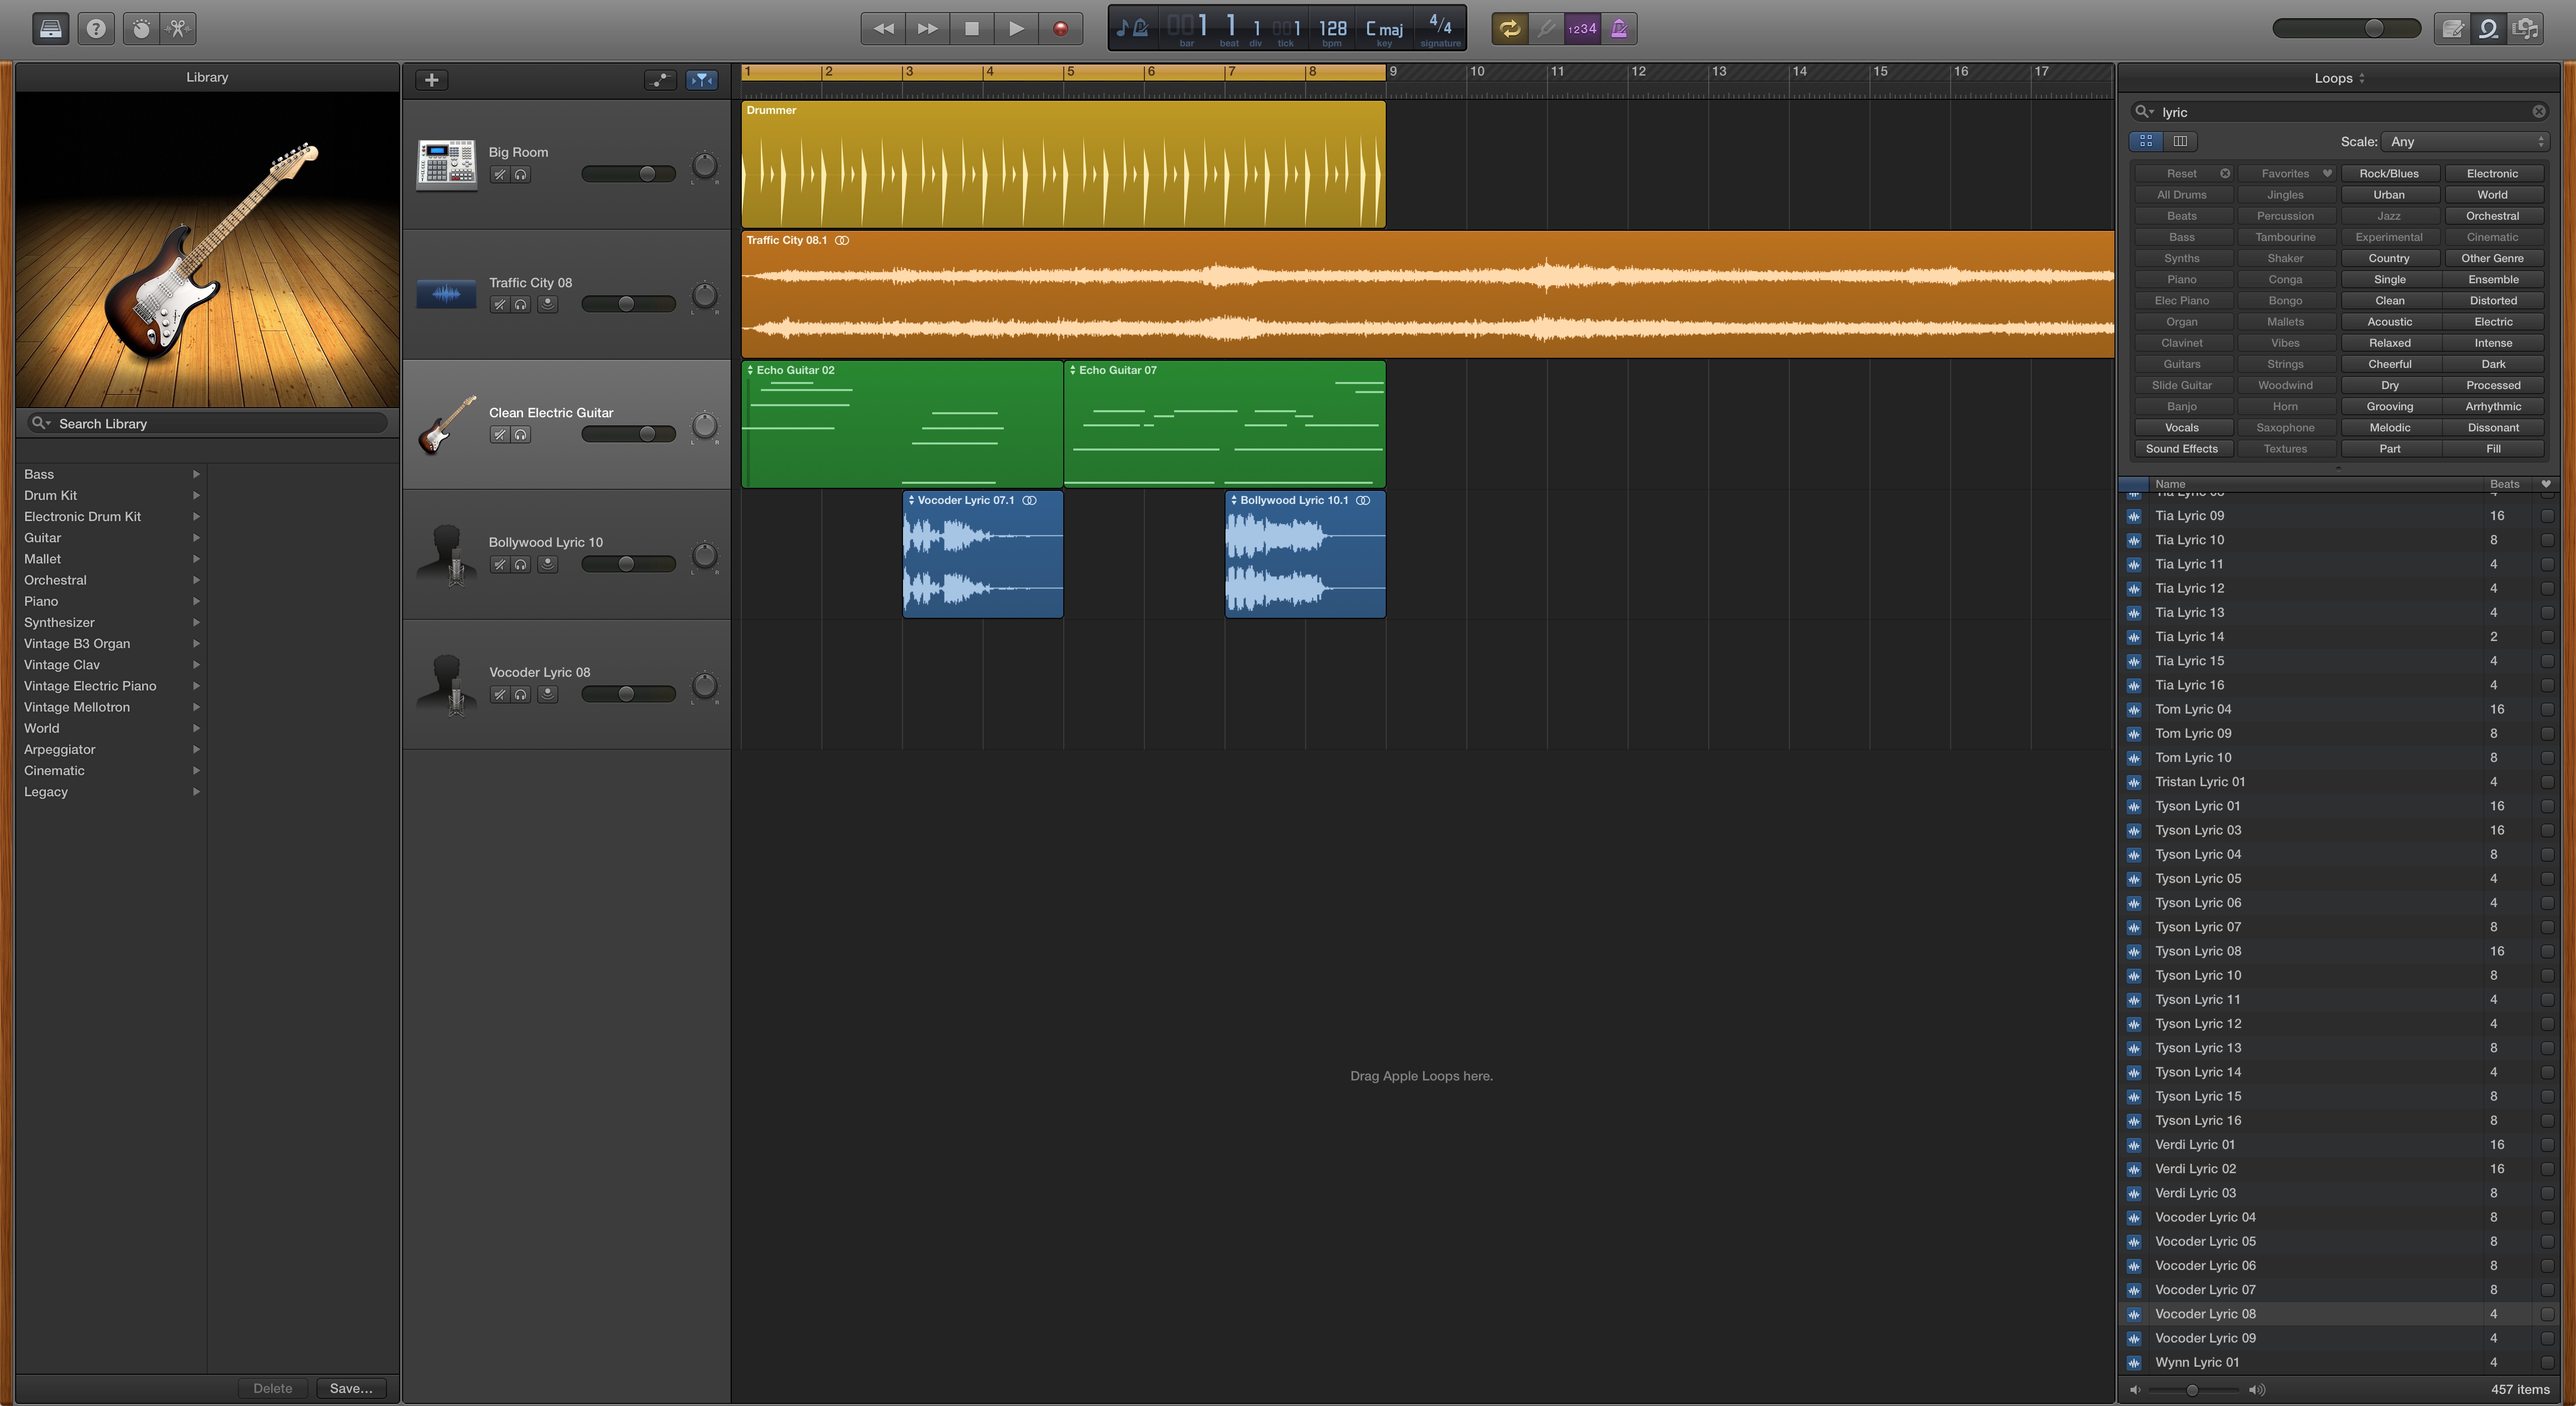 001 1 1 001 128 C maj 4/4
bar beat div tick bpm key signature
1234
Library
Search Library
Bass
Drum Kit
Electronic Drum Kit
Guitar
Mallet
Orchestral
Piano
Synthesizer
Vintage B3 Organ
Vintage Clav
Vintage Electric Piano
Vintage Mellotron
World
Arpeggiator
Cinematic
Legacy
Delete Save...
Big Room
L R
Traffic City 08
L R
Clean Electric Guitar
L R
Bollywood Lyric 10
L R
Vocoder Lyric 08
L R
1 2 3 4 5 6 7 8 9 10 11 12 13 14 15 16 17
Drummer
Traffic City 08.1
Echo Guitar 02 Echo Guitar 07
Vocoder Lyric 07.1 Bollywood Lyric 10.1
Drag Apple Loops here.
Loops
lyric
Scale: Any
Reset Favorites Rock/Blues Electronic
All Drums Jingles Urban World
Beats Percussion Jazz Orchestral
Bass Tambourine Experimental Cinematic
Synths Shaker Country Other Genre
Piano Conga Single Ensemble
Elec Piano Bongo Clean Distorted
Organ Mallets Acoustic Electric
Clavinet Vibes Relaxed Intense
Guitars Strings Cheerful Dark
Slide Guitar Woodwind Dry Processed
Banjo Horn Grooving Arrhythmic
Vocals Saxophone Melodic Dissonant
Sound Effects Textures Part Fill
Name Beats
Tia Lyric 09 16
Tia Lyric 10 8
Tia Lyric 11 4
Tia Lyric 12 4
Tia Lyric 13 4
Tia Lyric 14 2
Tia Lyric 15 4
Tia Lyric 16 4
Tom Lyric 04 16
Tom Lyric 09 8
Tom Lyric 10 8
Tristan Lyric 01 4
Tyson Lyric 01 16
Tyson Lyric 03 16
Tyson Lyric 04 8
Tyson Lyric 05 4
Tyson Lyric 06 4
Tyson Lyric 07 8
Tyson Lyric 08 16
Tyson Lyric 10 8
Tyson Lyric 11 4
Tyson Lyric 12 4
Tyson Lyric 13 8
Tyson Lyric 14 4
Tyson Lyric 15 8
Tyson Lyric 16 8
Verdi Lyric 01 16
Verdi Lyric 02 16
Verdi Lyric 03 8
Vocoder Lyric 04 8
Vocoder Lyric 05 8
Vocoder Lyric 06 8
Vocoder Lyric 07 8
Vocoder Lyric 08 4
Vocoder Lyric 09 4
Wynn Lyric 01 4
457 items